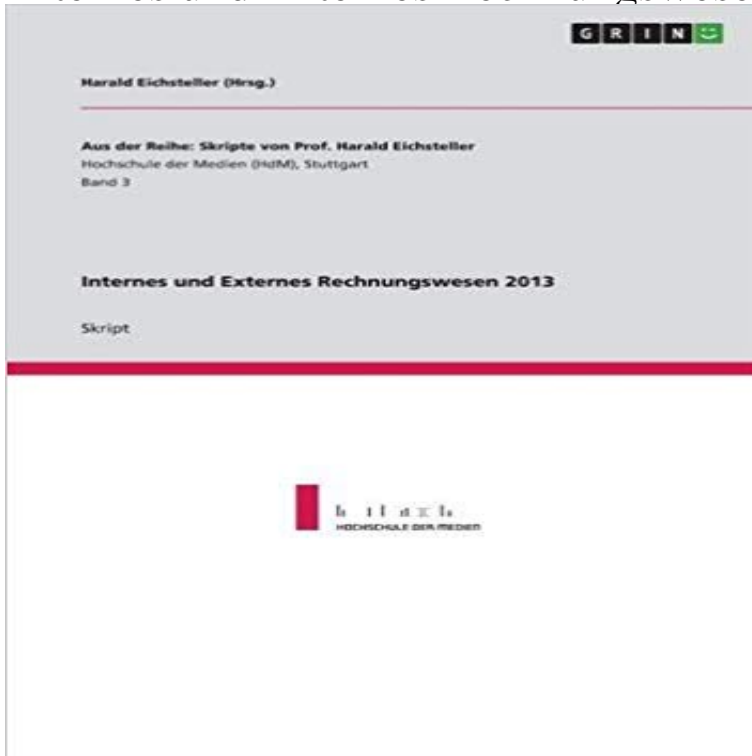 GRIN
Harald Eichsteller (Hrsg.)
Aus der Reihe: Skripte von Prof. Harald Eichsteller
Hochschule der Medien (HdM), Stuttgart
Band 3
Internes und Externes Rechnungswesen 2013
Skript
HOCHSCHULE DER MEDIEN